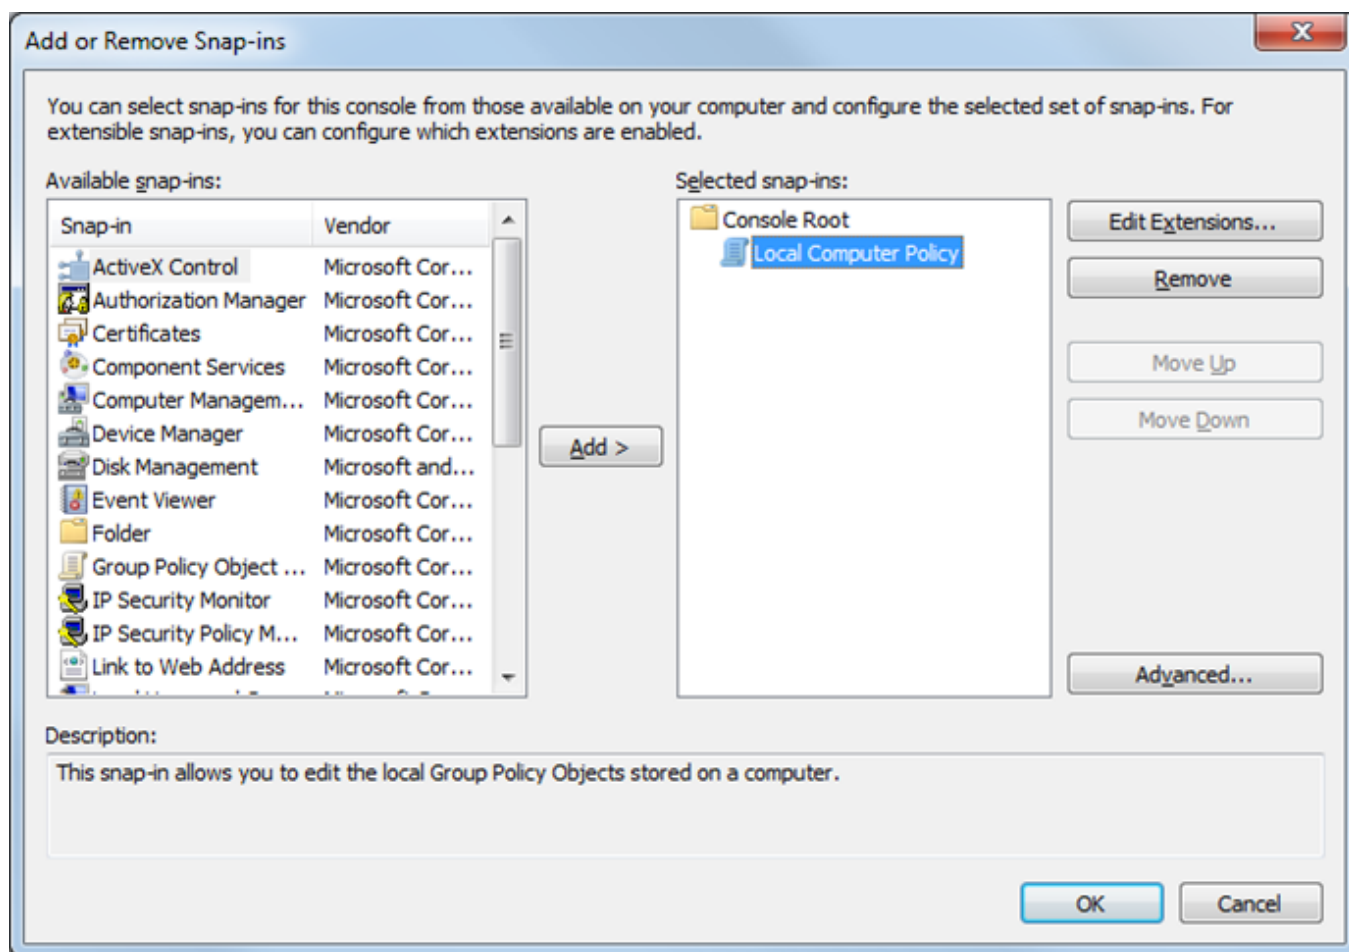 Add or Remove Snap-ins
You can select snap-ins for this console from those available on your computer and configure the selected set of snap-ins. For
extensible snap-ins, you can configure which extensions are enabled.
Available snap-ins:
Snap-in Vendor
ActiveX Control Microsoft Cor...
Authorization Manager Microsoft Cor...
Certificates Microsoft Cor...
Component Services Microsoft Cor...
Computer Managem... Microsoft Cor...
Device Manager Microsoft Cor...
Disk Management Microsoft and...
Event Viewer Microsoft Cor...
Folder Microsoft Cor...
Group Policy Object ... Microsoft Cor...
IP Security Monitor Microsoft Cor...
IP Security Policy M... Microsoft Cor...
Link to Web Address Microsoft Cor...
Add >
Selected snap-ins:
Console Root
Local Computer Policy
Edit Extensions...
Remove
Move Up
Move Down
Advanced...
Description:
This snap-in allows you to edit the local Group Policy Objects stored on a computer.
OK
Cancel